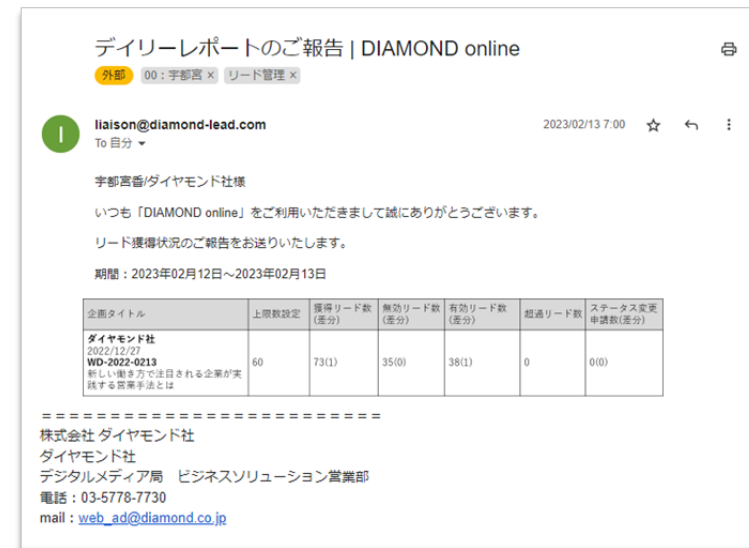 デイリーレポートのご報告 | DIAMOND online
外部 00：宇都宮 × リード管理 ×
I
liaison@diamond-lead.com 2023/02/13 7:00
To 自分
宇都宮香/ダイヤモンド社様
いつも「DIAMOND online」をご利用いただきまして誠にありがとうございます。
リード獲得状況のご報告をお送りいたします。
期間：2023年02月12日～2023年02月13日
企画タイトル 上限数設定 獲得リード数(差分) 無効リード数(差分) 有効リード数(差分) 超過リード数 ステータス変更申請数(差分)
ダイヤモンド社
2022/12/27
WD-2022-0213
新しい働き方で注目される企業が実
践する営業手法とは
60 73(1) 35(0) 38(1) 0 0(0)
＝＝＝＝＝＝＝＝＝＝＝＝＝＝＝＝＝＝＝＝＝＝＝＝＝
株式会社 ダイヤモンド社
ダイヤモンド社
デジタルメディア局　ビジネスソリューション営業部
電話：03-5778-7730
mail：web_ad@diamond.co.jp